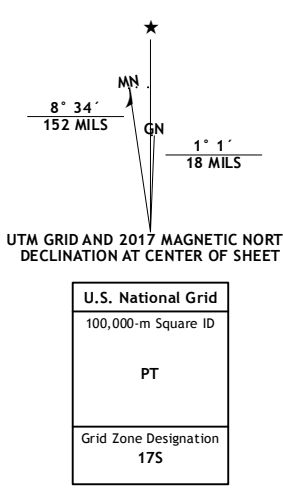 ★
MN
8° 34´
152 MILS
GN
1° 1´
18 MILS
UTM GRID AND 2017 MAGNETIC NORT
DECLINATION AT CENTER OF SHEET
U.S. National Grid
100,000-m Square ID
PT
Grid Zone Designation
17S